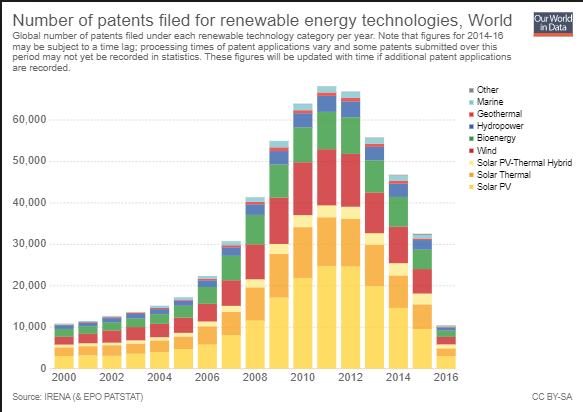 Number of patents filed for renewable energy technologies, World
Our World
in Data
Global number of patents filed under each renewable technology category per year. Note that figures for 2014-16
may be subject to a time lag; processing times of patent applications vary and some patents submitted over this
period may not yet be recorded in statistics. These figures will be updated with time if additional patent applications
are recorded.
Other
Marine
Geothermal
Hydropower
Bioenergy
Wind
Solar PV-Thermal Hybrid
Solar Thermal
Solar PV
60,000
50,000
40,000
30,000
20,000
10,000
0
2000 2002 2004 2006 2008 2010 2012 2014 2016
Source: IRENA (& EPO PATSTAT) CC BY-SA